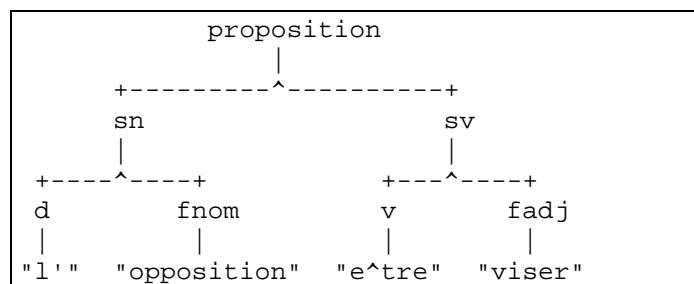 proposition
|
+---------^----------+
sn sv
| |
+----^----+ +---^----+
d fnom v fadj
| | | |
"l'" "opposition" "e^tre" "viser"